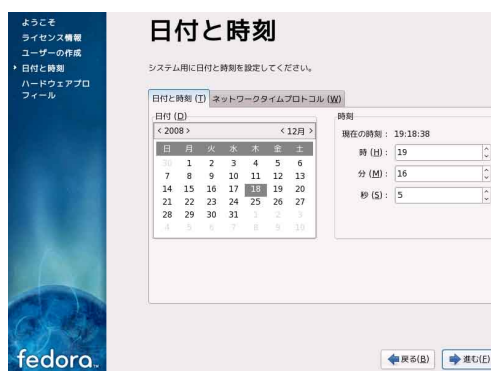 ようこそ
ライセンス情報
ユーザーの作成
日付と時刻
ハードウェアプロ
フィール
日付と時刻
システム用に日付と時刻を設定してください。
日付と時刻 (T) ネットワークタイムプロトコル (W)
日付 (D)
< 2008 > < 12月 >
日 月 火 水 木 金 土
30 1 2 3 4 5 6
7 8 9 10 11 12 13
14 15 16 17 18 19 20
21 22 23 24 25 26 27
28 29 30 31 1 2 3
4 5 6 7 8 9 10
時刻
現在の時刻: 19:18:38
時 (H): 19
分 (M): 16
秒 (S): 5
fedora
戻る(B) 進む(F)